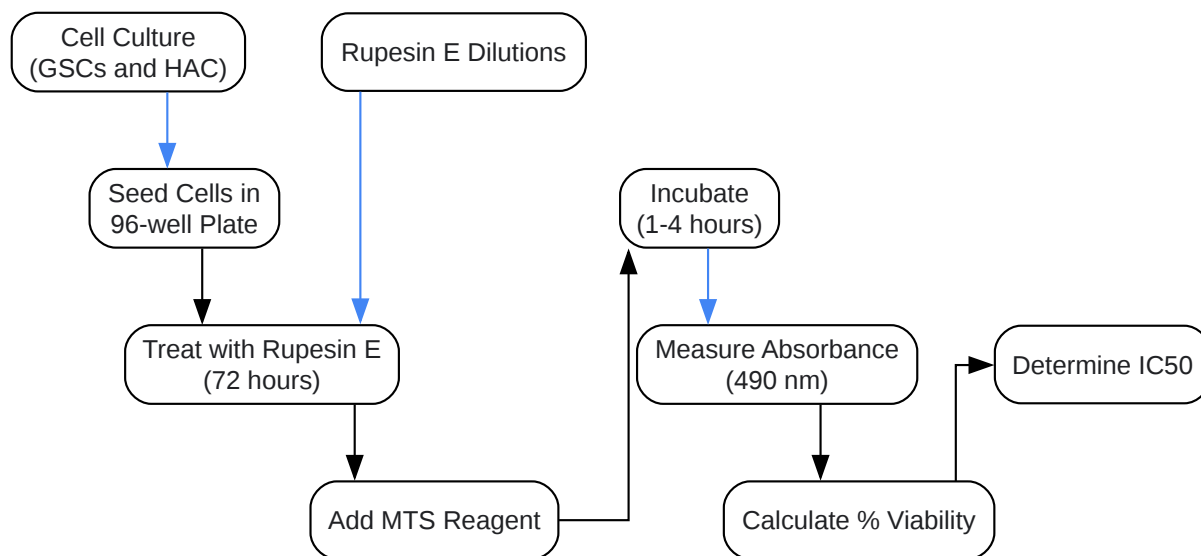 Cell Culture
(GSCs and HAC)
Rupesin E Dilutions
Seed Cells in
96-well Plate
Incubate
(1-4 hours)
Treat with Rupesin E
(72 hours)
Measure Absorbance
(490 nm)
Determine IC50
Add MTS Reagent
Calculate % Viability